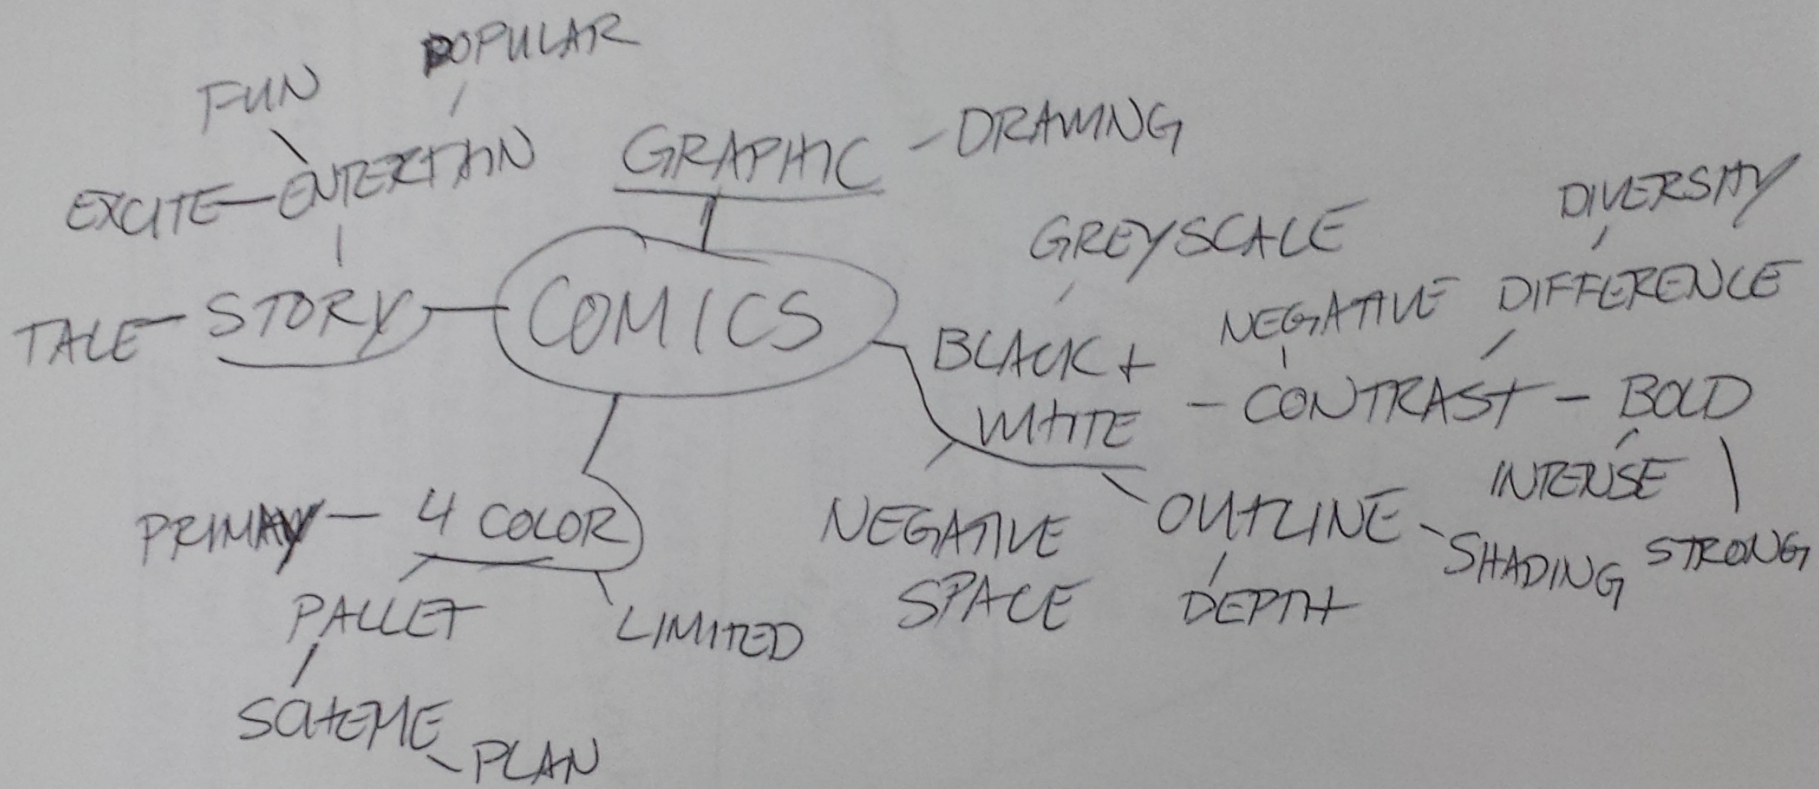 POPULAR
FUN
GRAPHIC - DRAWING
EXCITE - ENTERTAIN
DIVERSITY
GREYSCALE
NEGATIVE DIFFERENCE
TALE - STORY - COMICS
BLACK +
WHITE - CONTRAST - BOLD
INTENSE
PRIMAY - 4 COLOR
NEGATIVE
SPACE
OUTLINE
SHADING STRONG
DEPTH
PALLET
LIMITED
SCHEME
PLAN